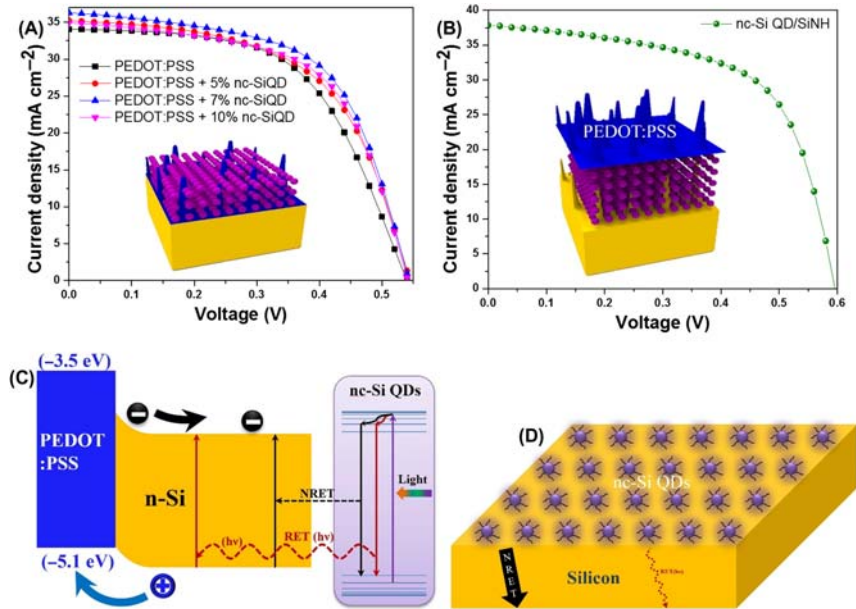 (A)
PEDOT:PSS
PEDOT:PSS + 5% nc-SiQD
PEDOT:PSS + 7% nc-SiQD
PEDOT:PSS + 10% nc-SiQD
Current density (mA cm−2)
35
30
25
20
15
10
5
0
0.0 0.1 0.2 0.3 0.4 0.5
Voltage (V)
(B)
nc-Si QD/SiNH
PEDOT:PSS
Current density (mA cm−2)
40
35
30
25
20
15
10
5
0
0.0 0.1 0.2 0.3 0.4 0.5 0.6
Voltage (V)
(C)
(−3.5 eV)
PEDOT
:PSS
(−5.1 eV)
n-Si
nc-Si QDs
Light
NRET
(hν)
RET (hν)
(D)
nc-Si QDs
NRET
Silicon
RET(hν)